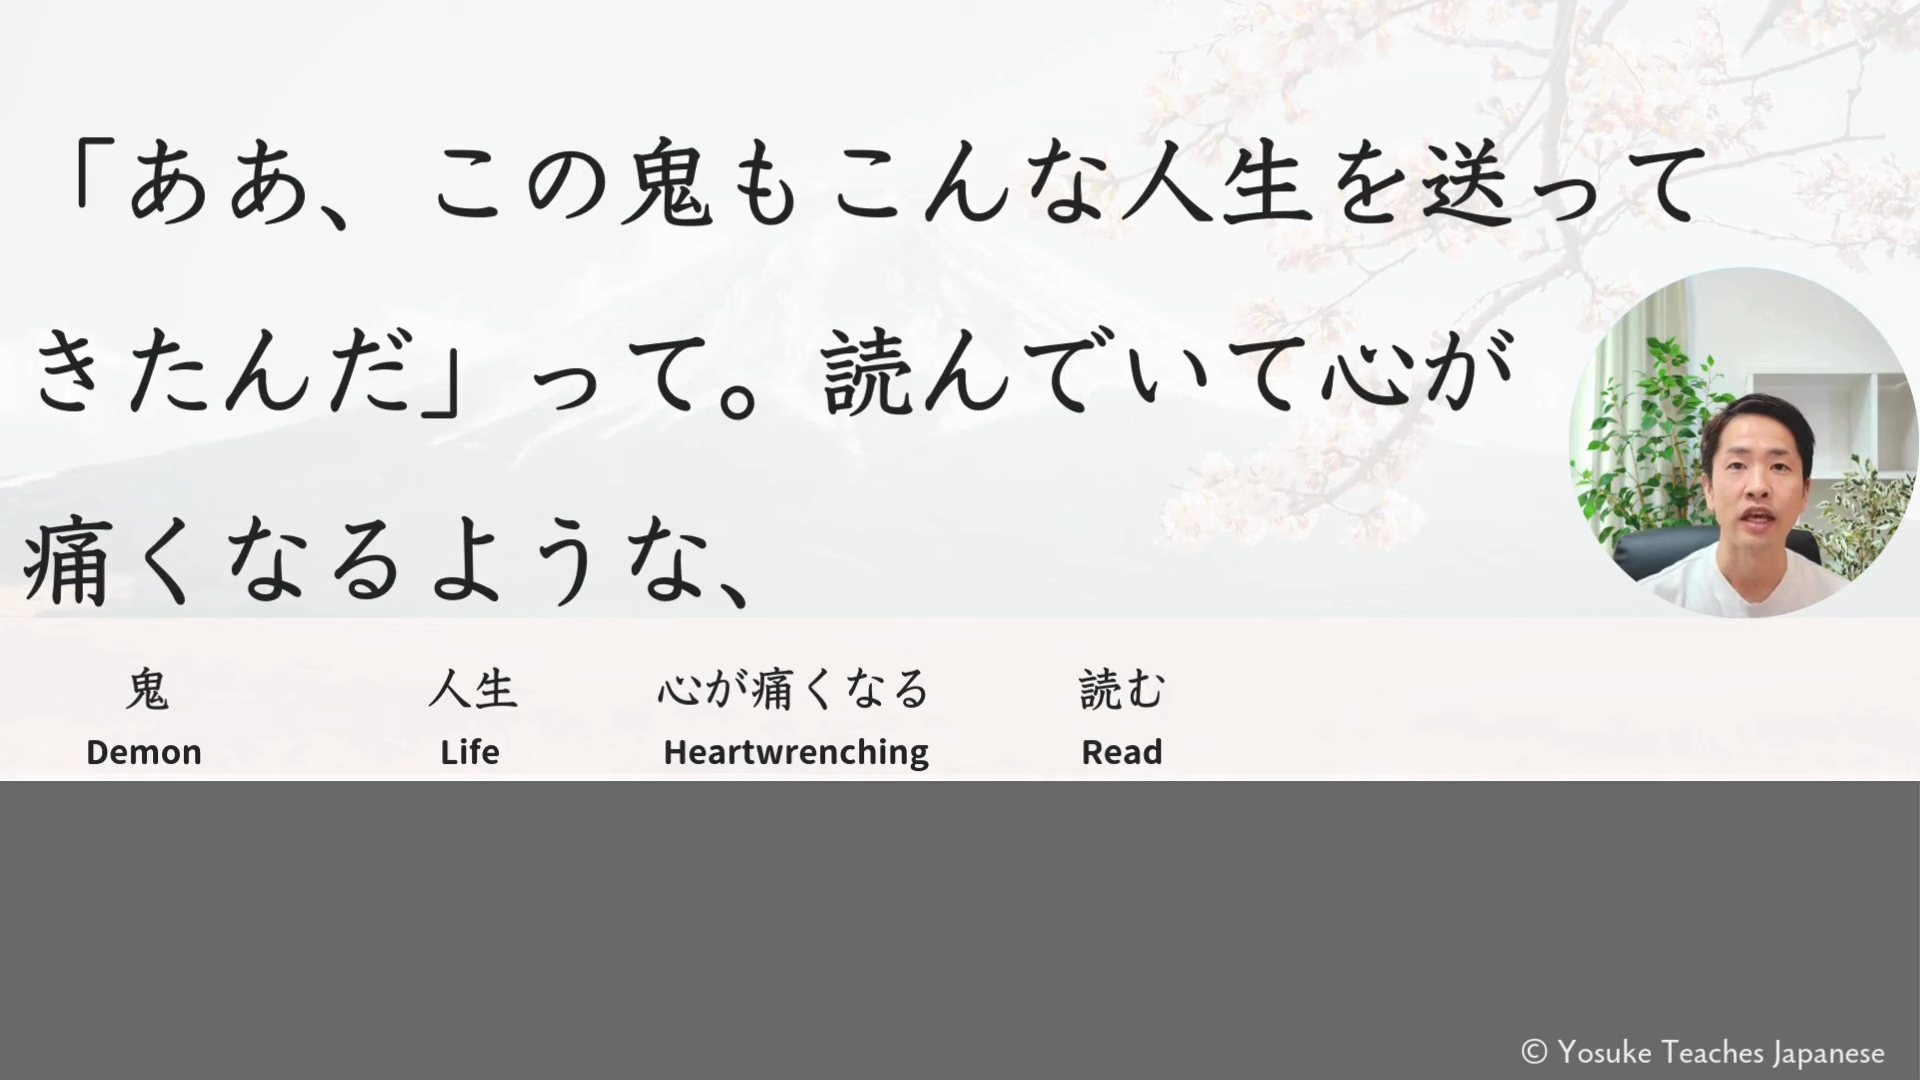 「ああ、この鬼もこんな人生を送って
きたんだ」って。読んでいて心が
痛くなるような、
鬼 人生 心が痛くなる 読む
Demon Life Heartwrenching Read
© Yosuke Teaches Japanese